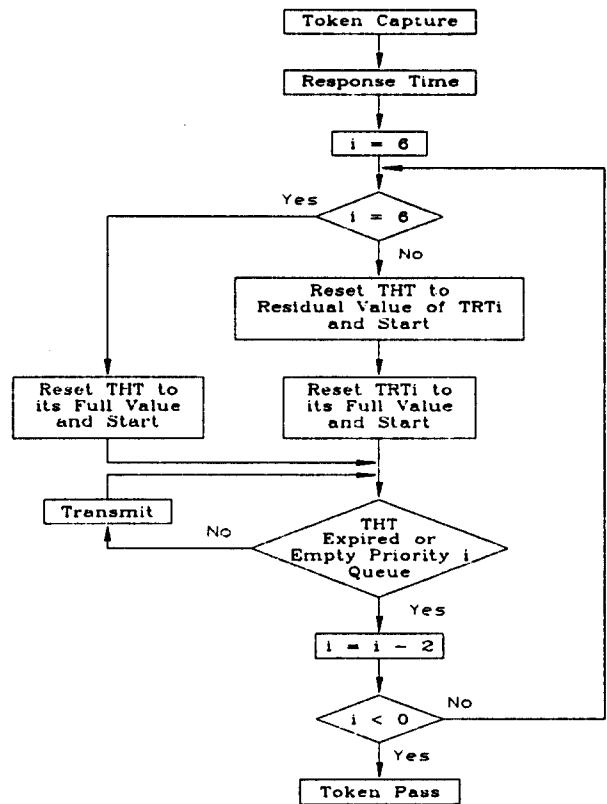 Token Capture
Response Time
i = 6
Yes
i = 6
No
Reset THT to
Residual Value of TRTi
and Start
Reset THT to
its Full Value
and Start
Reset TRTi to
its Full Value
and Start
Transmit
No
THT
Expired or
Empty Priority i
Queue
Yes
i = i - 2
No
i < 0
Yes
Token Pass